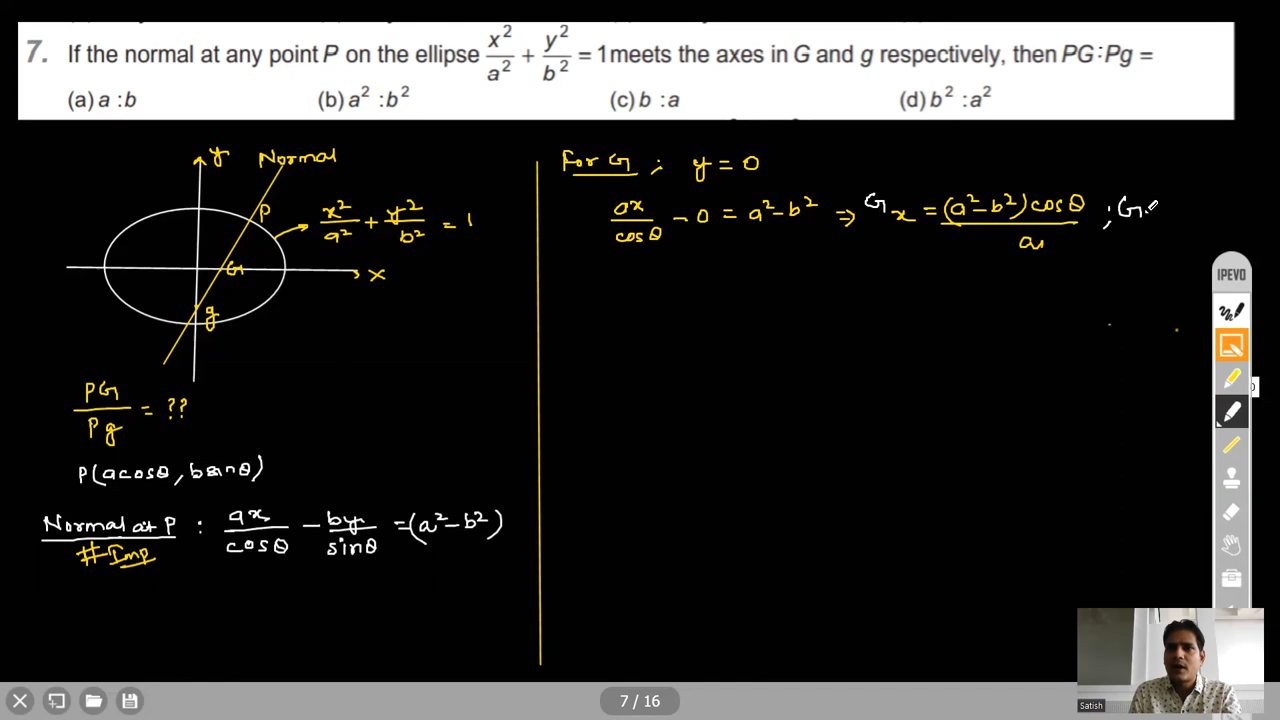 7. If the normal at any point P on the ellipse x²/a² + y²/b² = 1 meets the axes in G and g respectively, then PG : Pg =
(a) a : b (b) a² : b² (c) b : a (d) b² : a²
y Normal
P
x²/a² + y²/b² = 1
G x
g
PG/Pg = ??
P(acosθ, bsinθ)
Normal at P : ax/cosθ - by/sinθ = (a² - b²)
#Imp
For G ; y = 0
ax/cosθ - 0 = a² - b² ⇒ Gx = (a² - b²)cosθ/a ; G
IPEVO
7 / 16
Satish